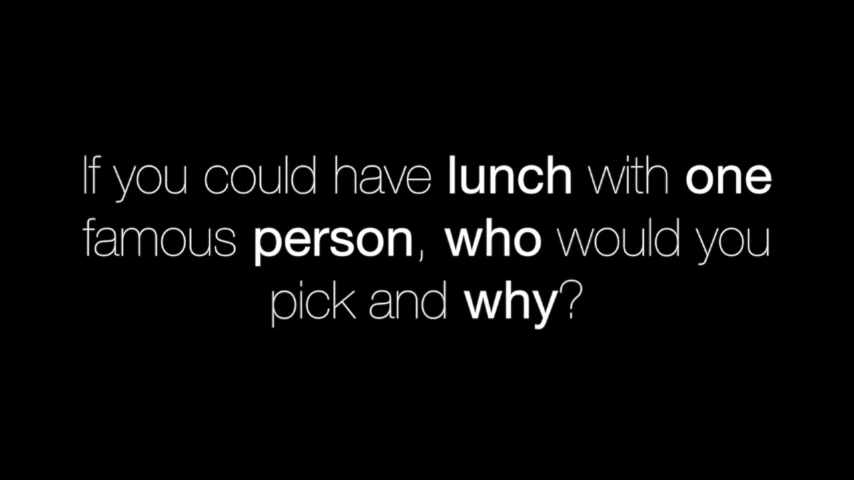 If you could have lunch with one
famous person, who would you
pick and why?